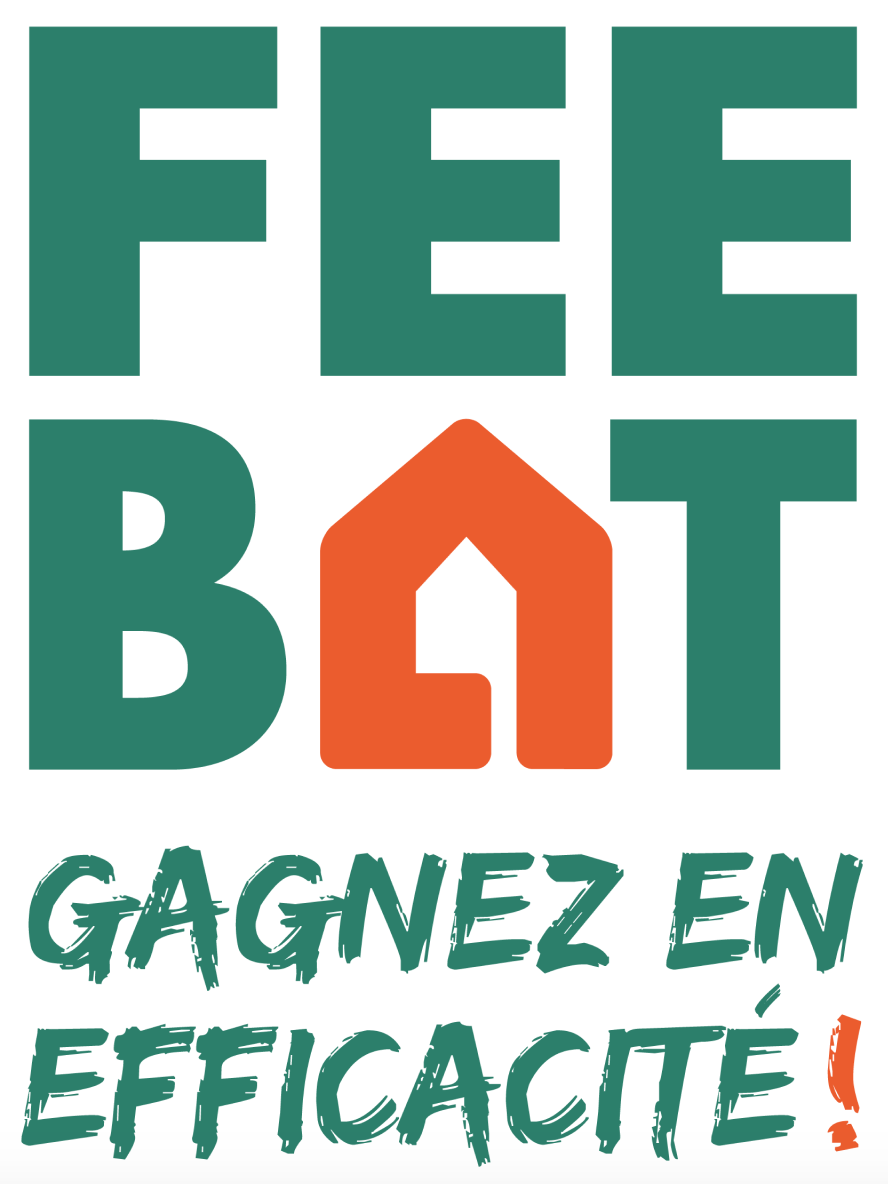 FEE
BAT
GAGNEZ EN
EFFICACITÉ !